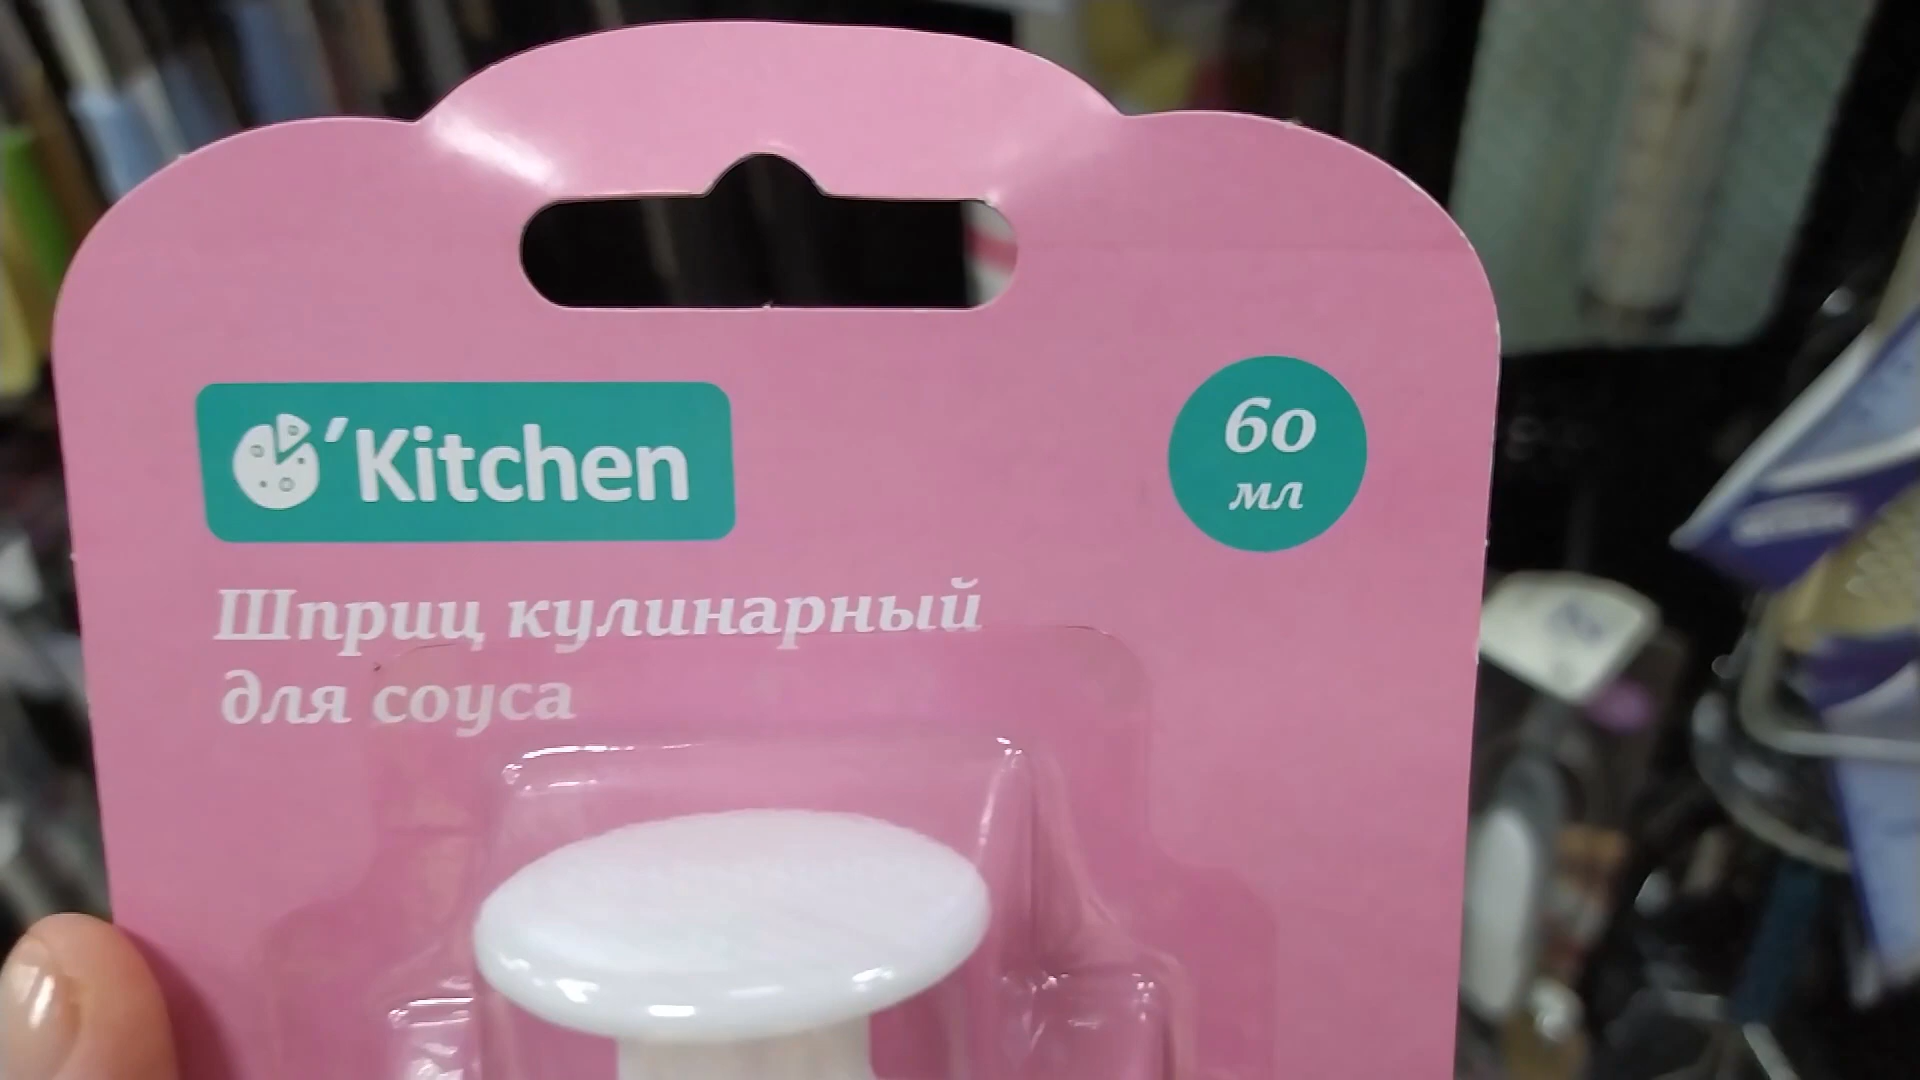 'Kitchen
60
мл
Шприц кулинарный
для соуса